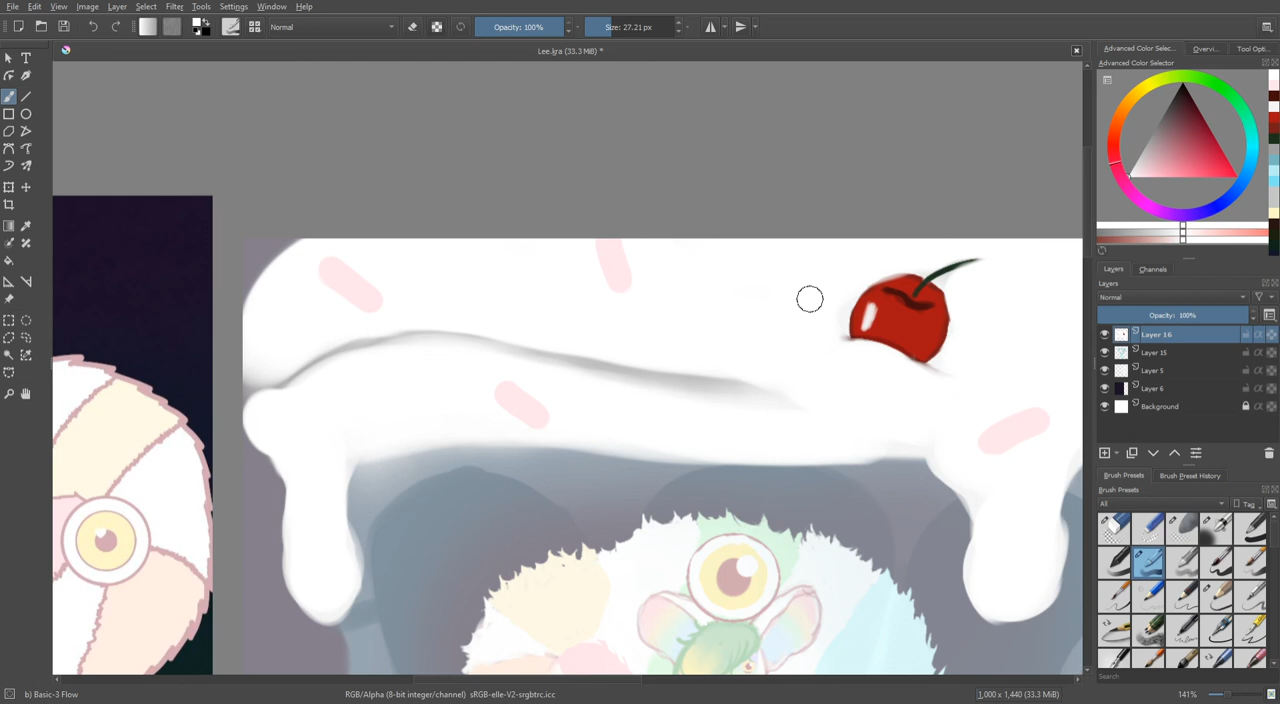 File Edit View Image Layer Select Filter Tools Settings Window Help
Normal
Opacity: 100%
Size: 27.21 px
Lee.kra (33.3 MiB) *
Advanced Color Selec...
Overvi...
Tool Opti...
Advanced Color Selector
Layers
Channels
Layers
Normal
Opacity: 100%
Layer 16
Layer 15
Layer 5
Layer 6
Background
Brush Presets
Brush Preset History
Brush Presets
All
Tag
Search
b) Basic-3 Flow
RGB/Alpha (8-bit integer/channel) sRGB-elle-V2-srgbtrc.icc
1,000 x 1,440 (33.3 MiB)
141%